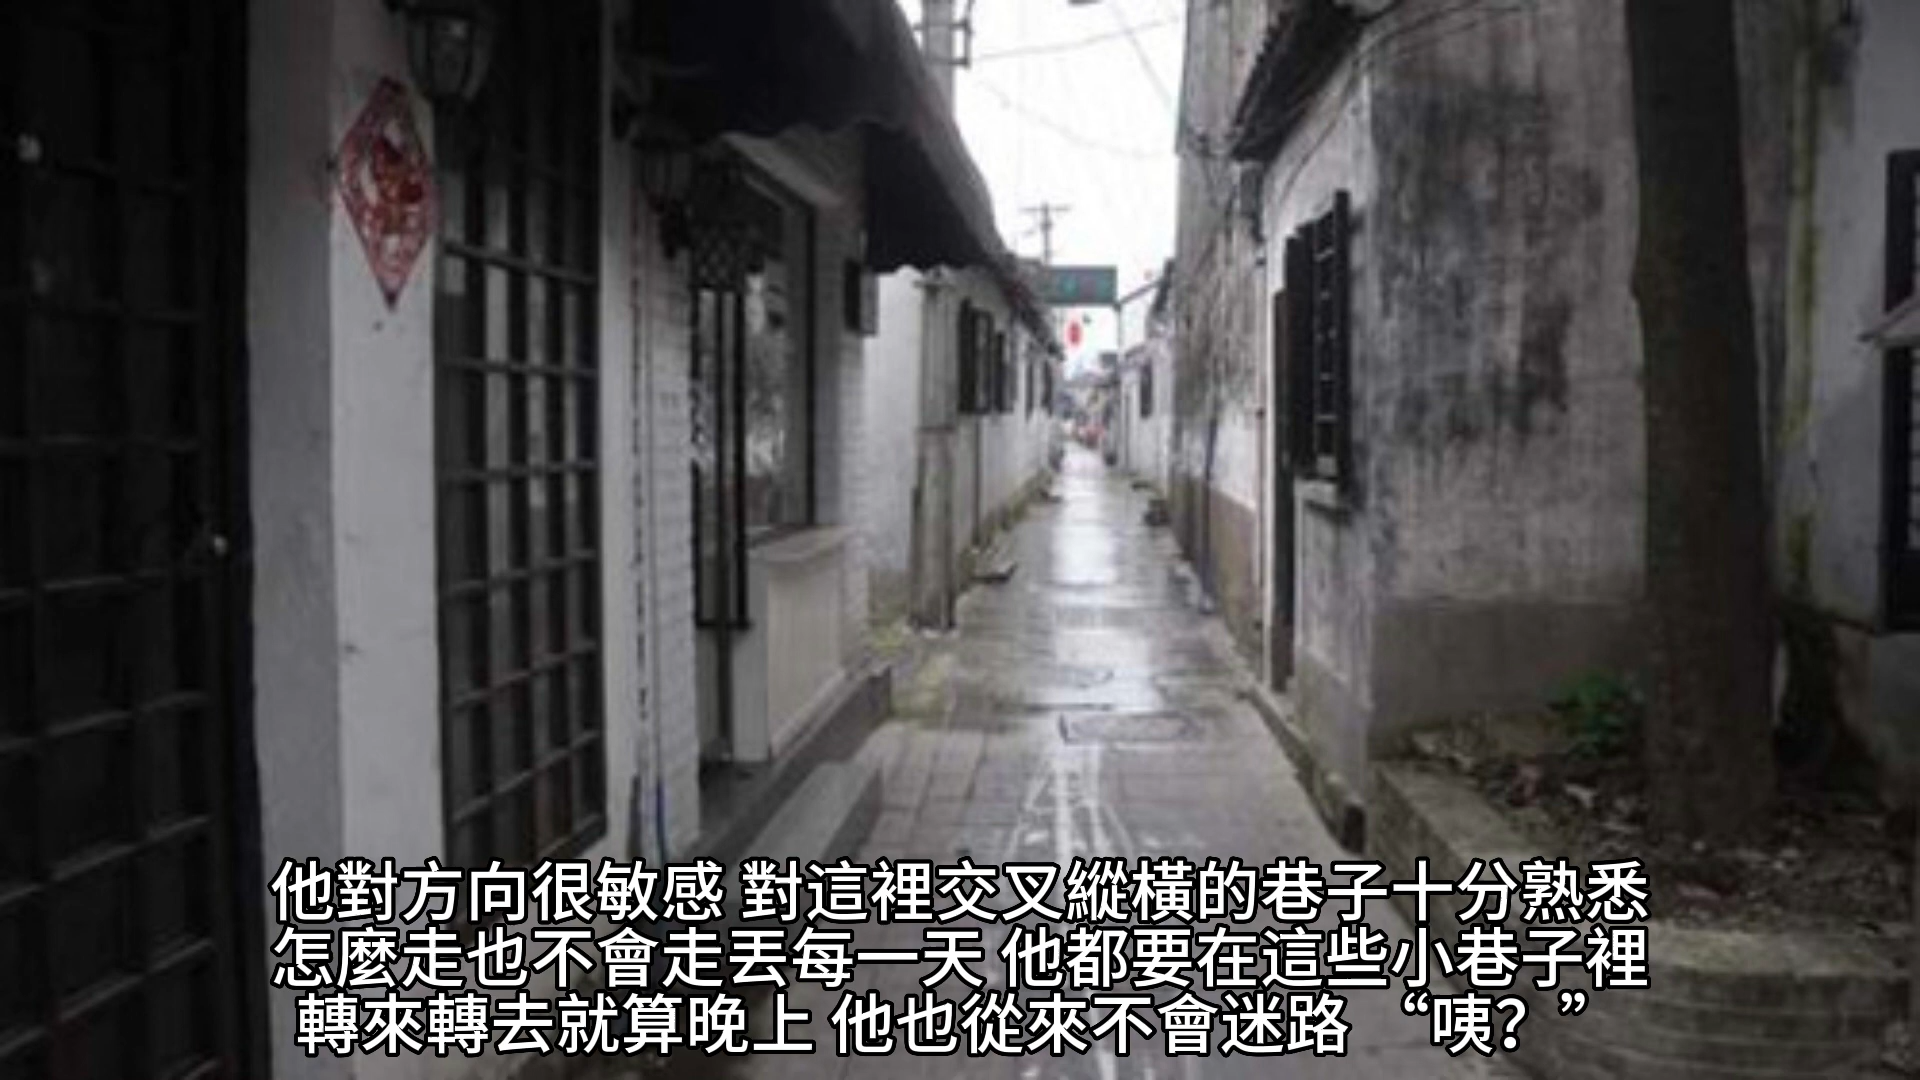 他對方向很敏感 對這裡交叉縱橫的巷子十分熟悉
怎麼走也不會走丟每一天 他都要在這些小巷子裡
轉來轉去就算晚上 他也從來不會迷路 “咦？”